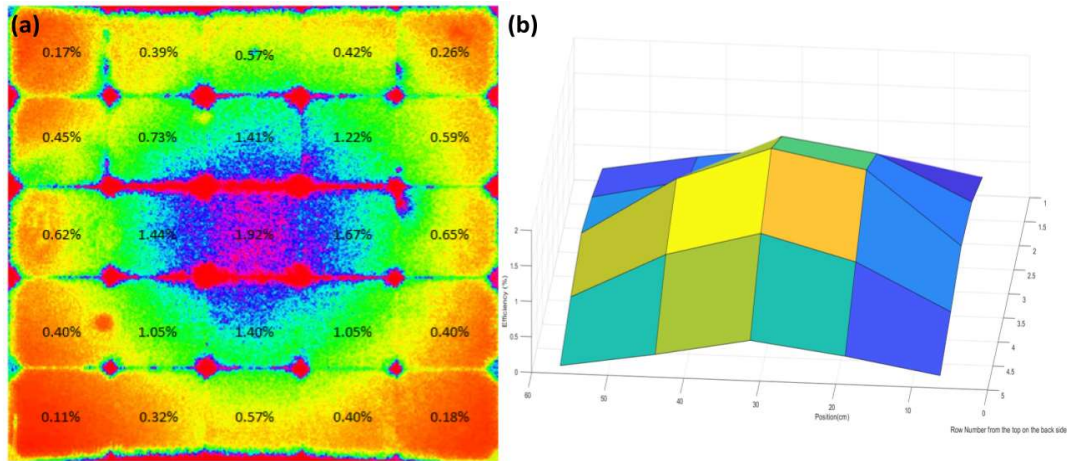 (a)
0.17% 0.39% 0.57% 0.42% 0.26%
0.45% 0.73% 1.41% 1.22% 0.59%
0.62% 1.44% 1.92% 1.67% 0.65%
0.40% 1.05% 1.40% 1.05% 0.40%
0.11% 0.32% 0.57% 0.40% 0.18%
(b)
Efficiency (%)
2
1.5
1
0.5
0
60 50 40 30 20 10 0
Position(cm)
1
1.5
2
2.5
3
3.5
4
4.5
5
Row Number from the top on the back side